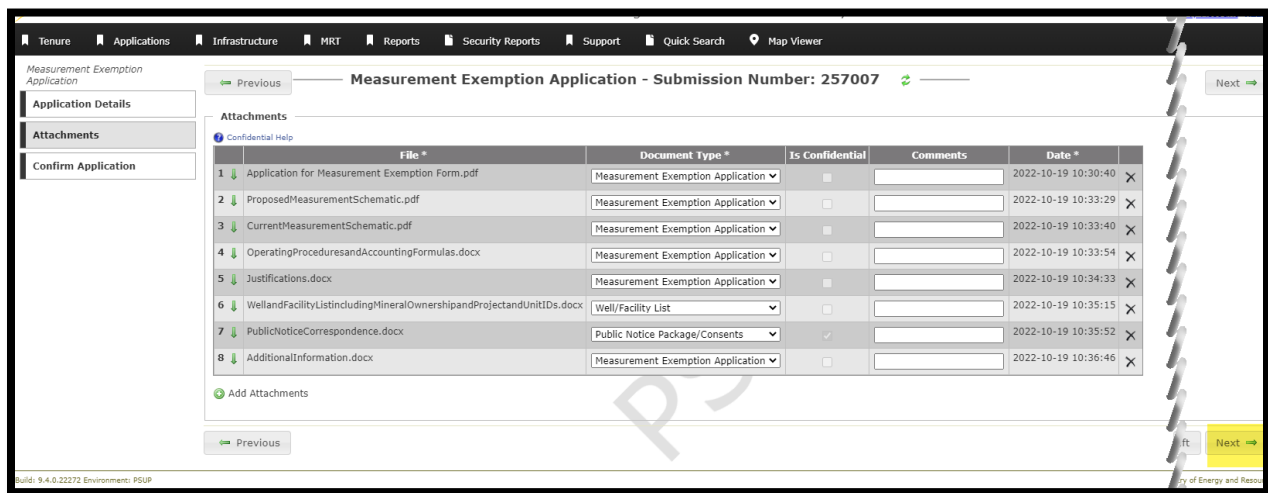 Tenure Applications Infrastructure MRT Reports Security Reports Support Quick Search Map Viewer
Measurement Exemption
Application
Application Details
Attachments
Confirm Application
Previous Measurement Exemption Application - Submission Number: 257007 Next
Attachments
Confidential Help
File * Document Type * Is Confidential Comments Date *
1 Application for Measurement Exemption Form.pdf Measurement Exemption Application 2022-10-19 10:30:40
2 ProposedMeasurementSchematic.pdf Measurement Exemption Application 2022-10-19 10:33:29
3 CurrentMeasurementSchematic.pdf Measurement Exemption Application 2022-10-19 10:33:40
4 OperatingProceduresandAccountingFormulas.docx Measurement Exemption Application 2022-10-19 10:33:54
5 Justifications.docx Measurement Exemption Application 2022-10-19 10:34:33
6 WellandFacilityListincludingMineralOwnershipandProjectandUnitIDs.docx Well/Facility List 2022-10-19 10:35:15
7 PublicNoticeCorrespondence.docx Public Notice Package/Consents 2022-10-19 10:35:52
8 AdditionalInformation.docx Measurement Exemption Application 2022-10-19 10:36:46
Add Attachments
PS
Previous ft Next
Build: 9.4.0.22272 Environment: PSUP ry of Energy and Resou